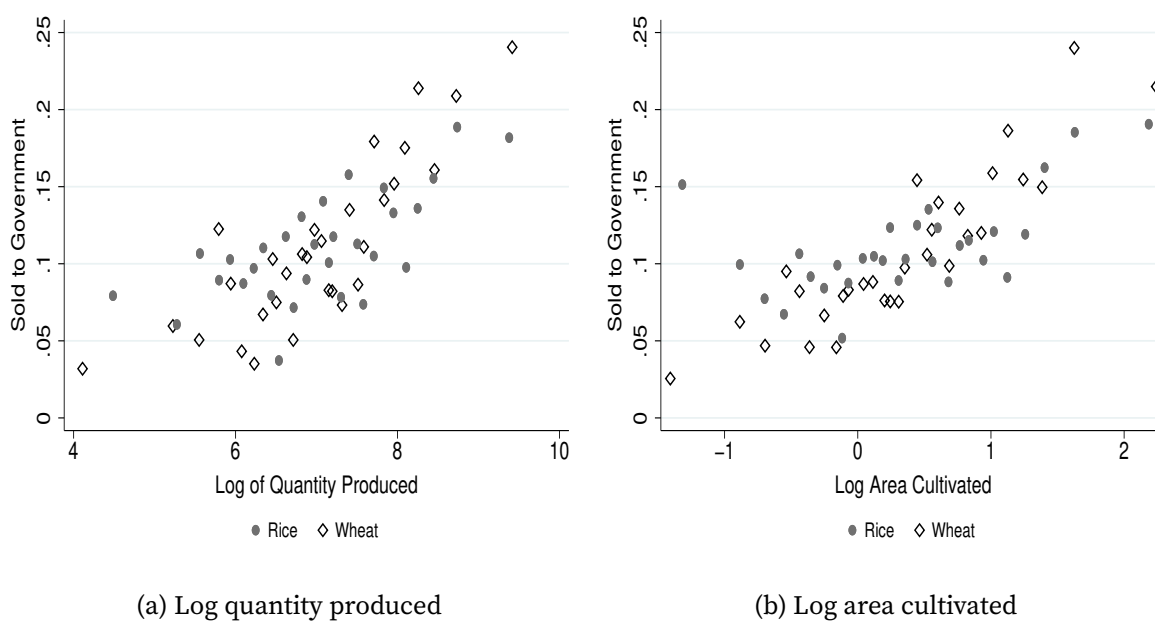 Sold to Government
.25
.2
.15
.1
.05
0
4 6 8 10
Log of Quantity Produced
Rice Wheat
(a) Log quantity produced
Sold to Government
.25
.2
.15
.1
.05
0
−1 0 1 2
Log Area Cultivated
Rice Wheat
(b) Log area cultivated